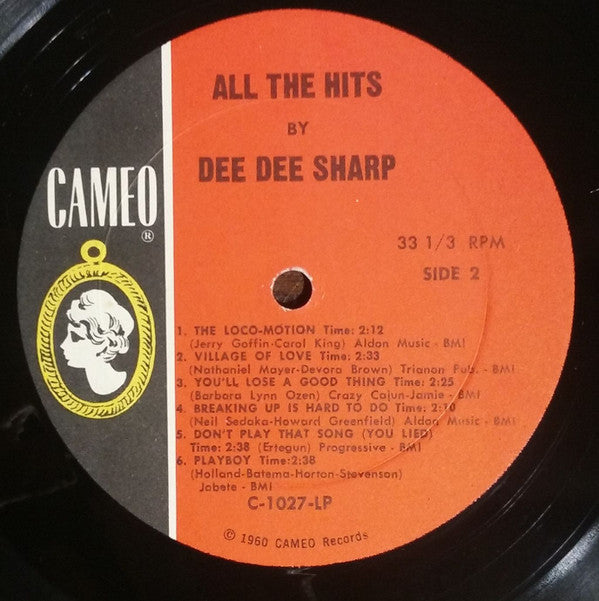 ALL THE HITS
BY
DEE DEE SHARP
CAMEO
®
33 1/3 RPM
SIDE 2
1. THE LOCO-MOTION Time: 2:12
(Jerry Goffin-Carol King) Aldon Music - BMI
2. VILLAGE OF LOVE Time: 2:33
(Nathaniel Mayer-Devora Brown) Trianon Pub. - BMI
3. YOU'LL LOSE A GOOD THING Time: 2:25
(Barbara Lynn Ozen) Crazy Cajun-Jamie - BMI
4. BREAKING UP IS HARD TO DO Time: 2:10
(Neil Sedaka-Howard Greenfield) Aldon Music - BMI
5. DON'T PLAY THAT SONG (YOU LIED)
Time: 2:38 (Ertegun) Progressive - BMI
6. PLAYBOY Time:2:38
(Holland-Batema-Horton-Stevenson)
Jobete - BMI
C-1027-LP
© 1960 CAMEO Records